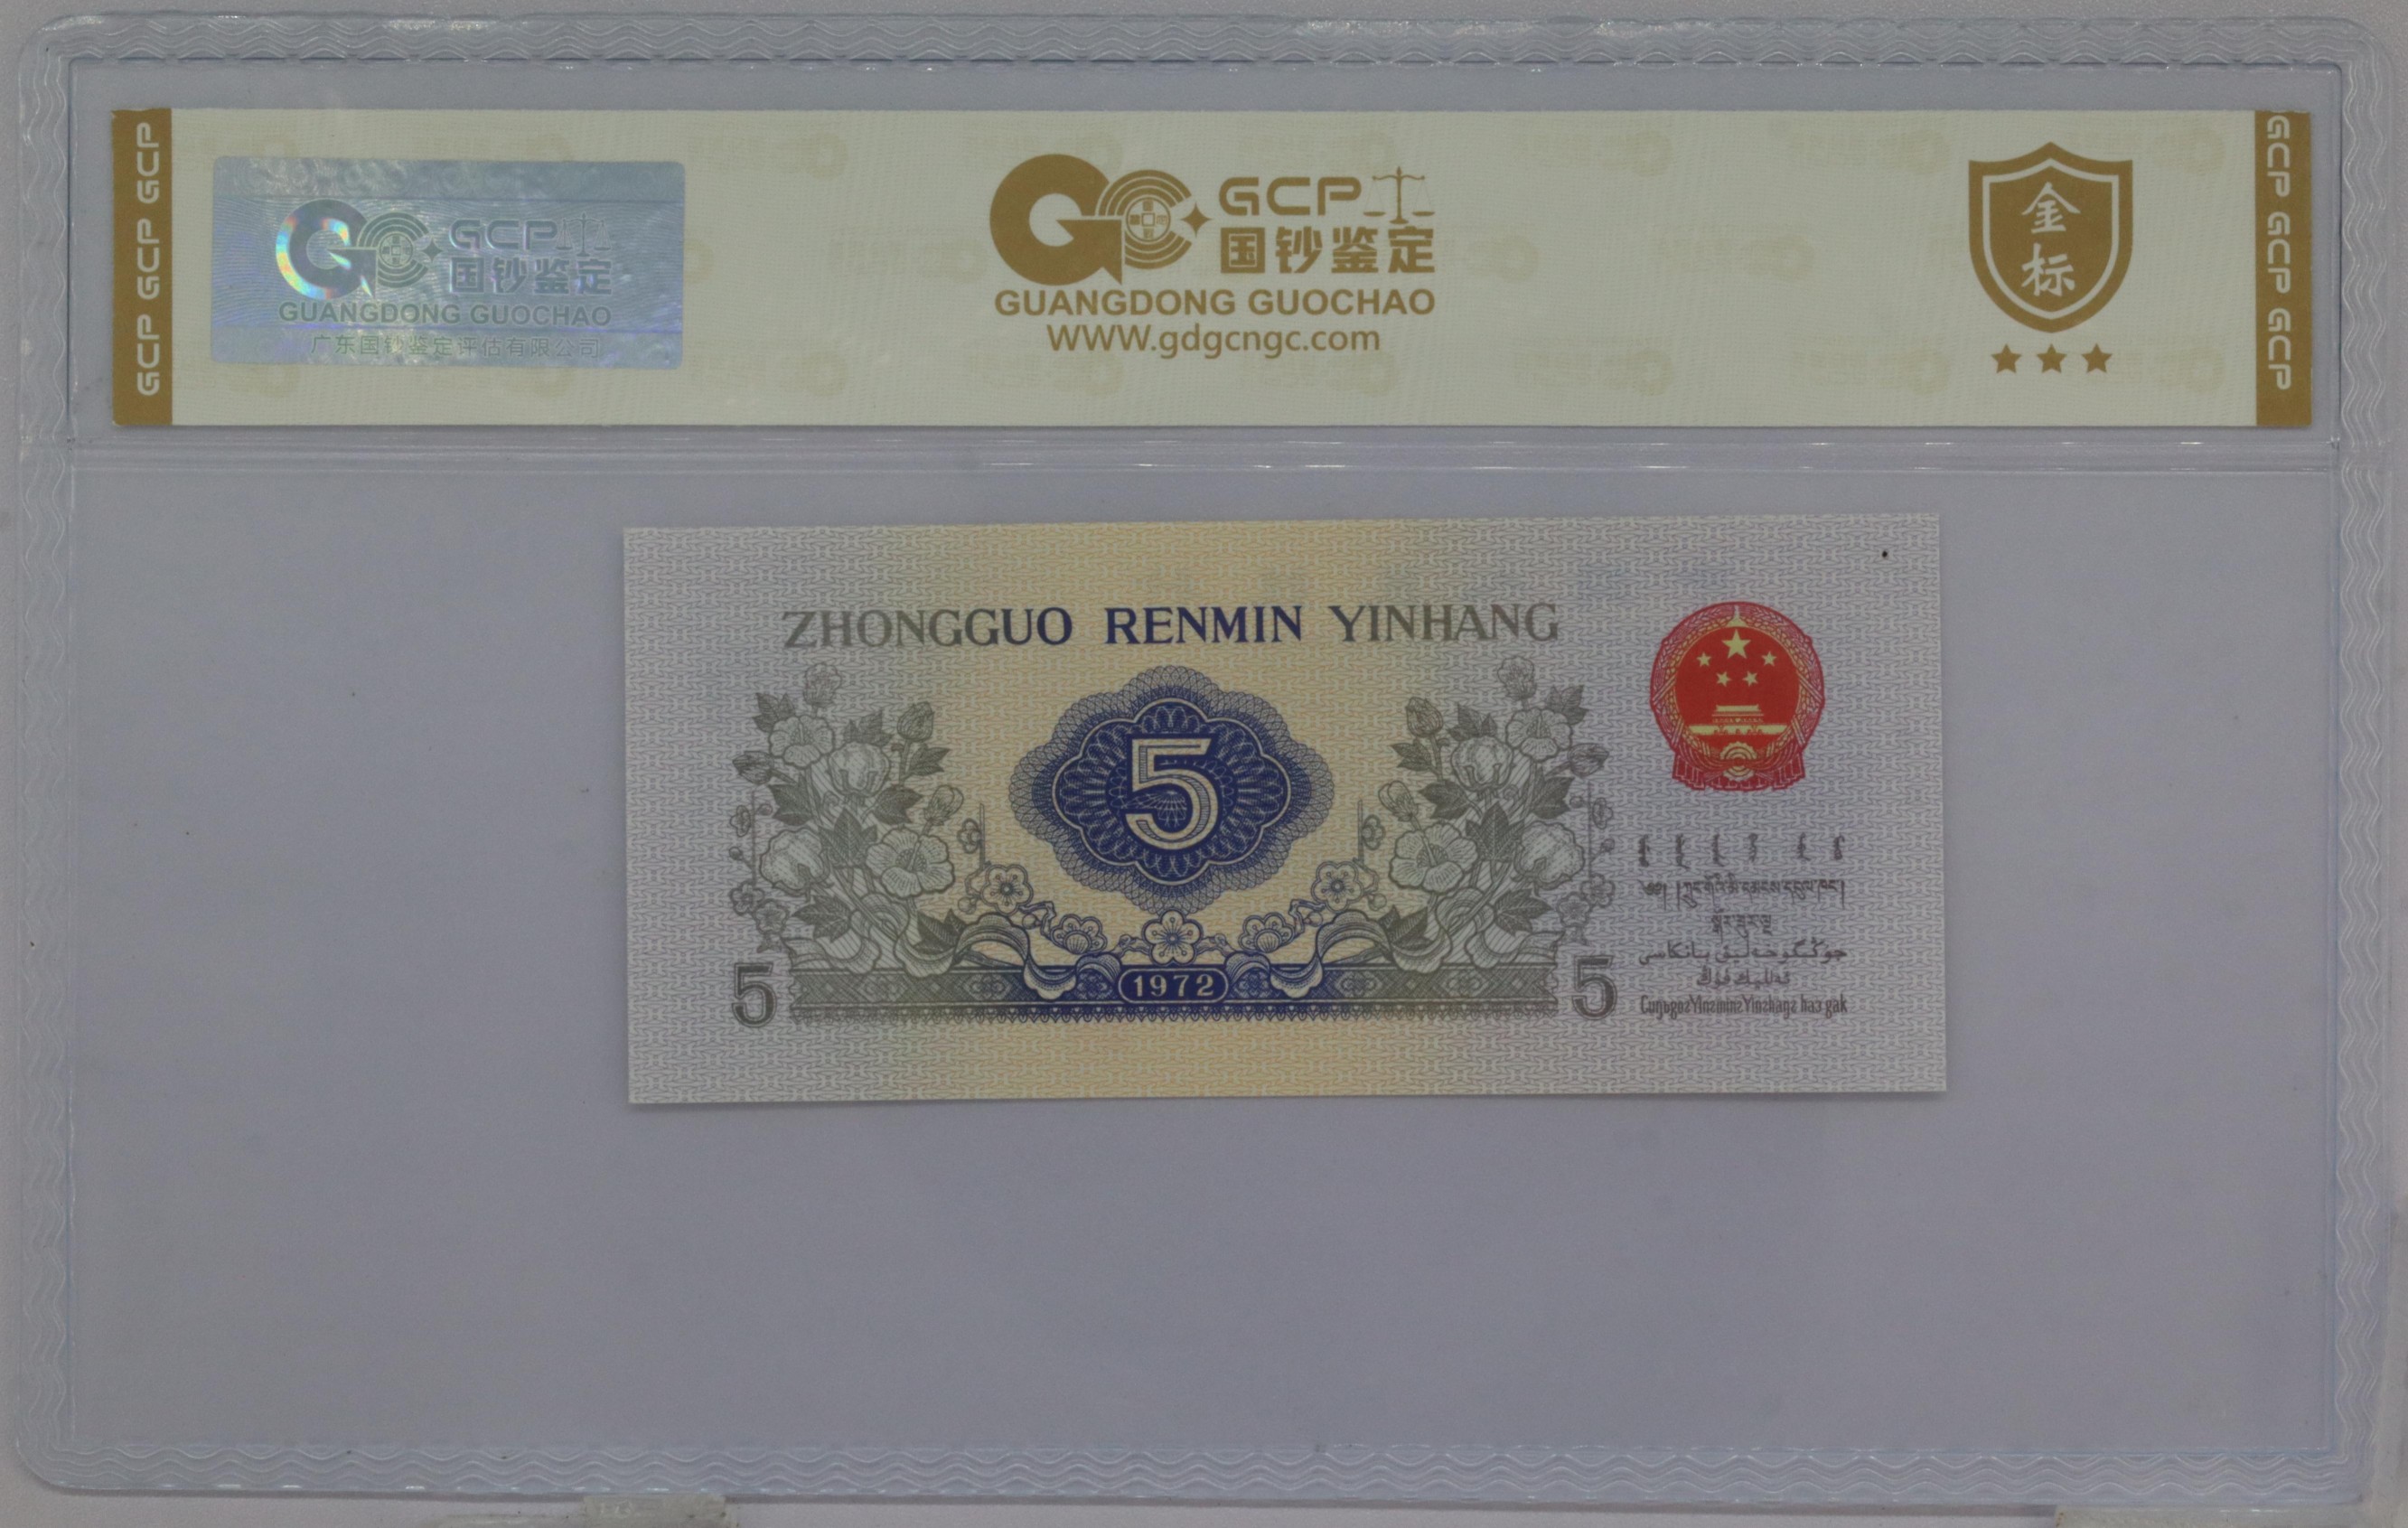 GCP GCP GCP
GCP
国钞鉴定
GUANGDONG GUOCHAO
广东国钞鉴定评估有限公司
GCP
国钞鉴定
GUANGDONG GUOCHAO
WWW.gdgcngc.com
金标
GCP GCP GCP
ZHONGGUO RENMIN YINHANG
5
1972
5
5